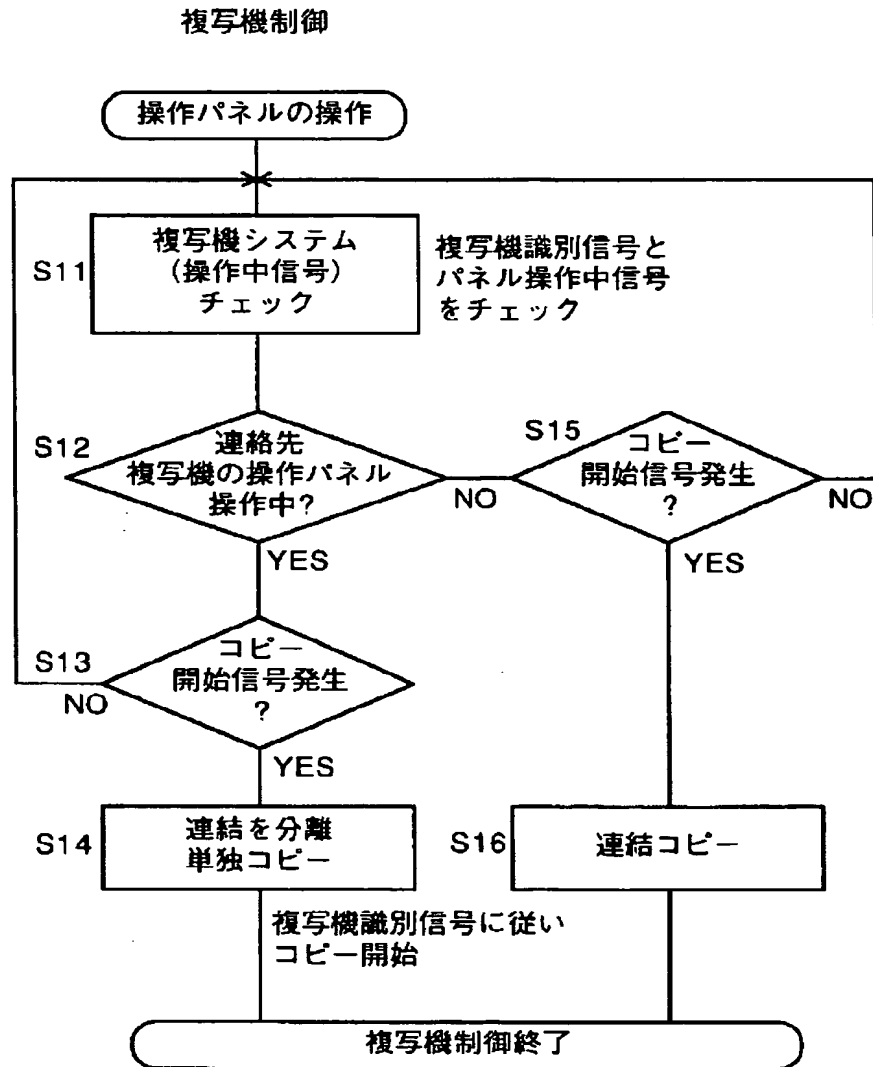 複写機制御
操作パネルの操作
S11
複写機システム
(操作中信号)
チェック
複写機識別信号と
パネル操作中信号
をチェック
S12
連絡先
複写機の操作パネル
操作中?
NO
YES
S15
コピー
開始信号発生
?
NO
YES
S13
コピー
開始信号発生
?
NO
YES
S14
連結を分離
単独コピー
S16
連結コピー
複写機識別信号に従い
コピー開始
複写機制御終了